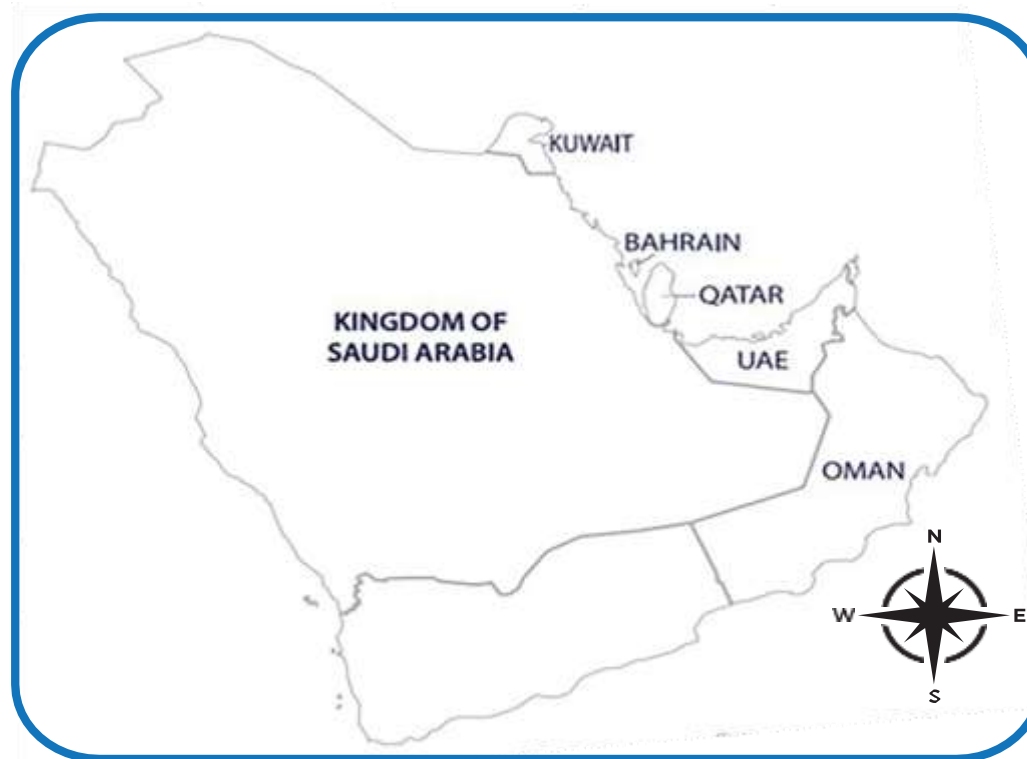 KUWAIT
BAHRAIN
QATAR
KINGDOM OF
SAUDI ARABIA
UAE
OMAN
N
W
E
S